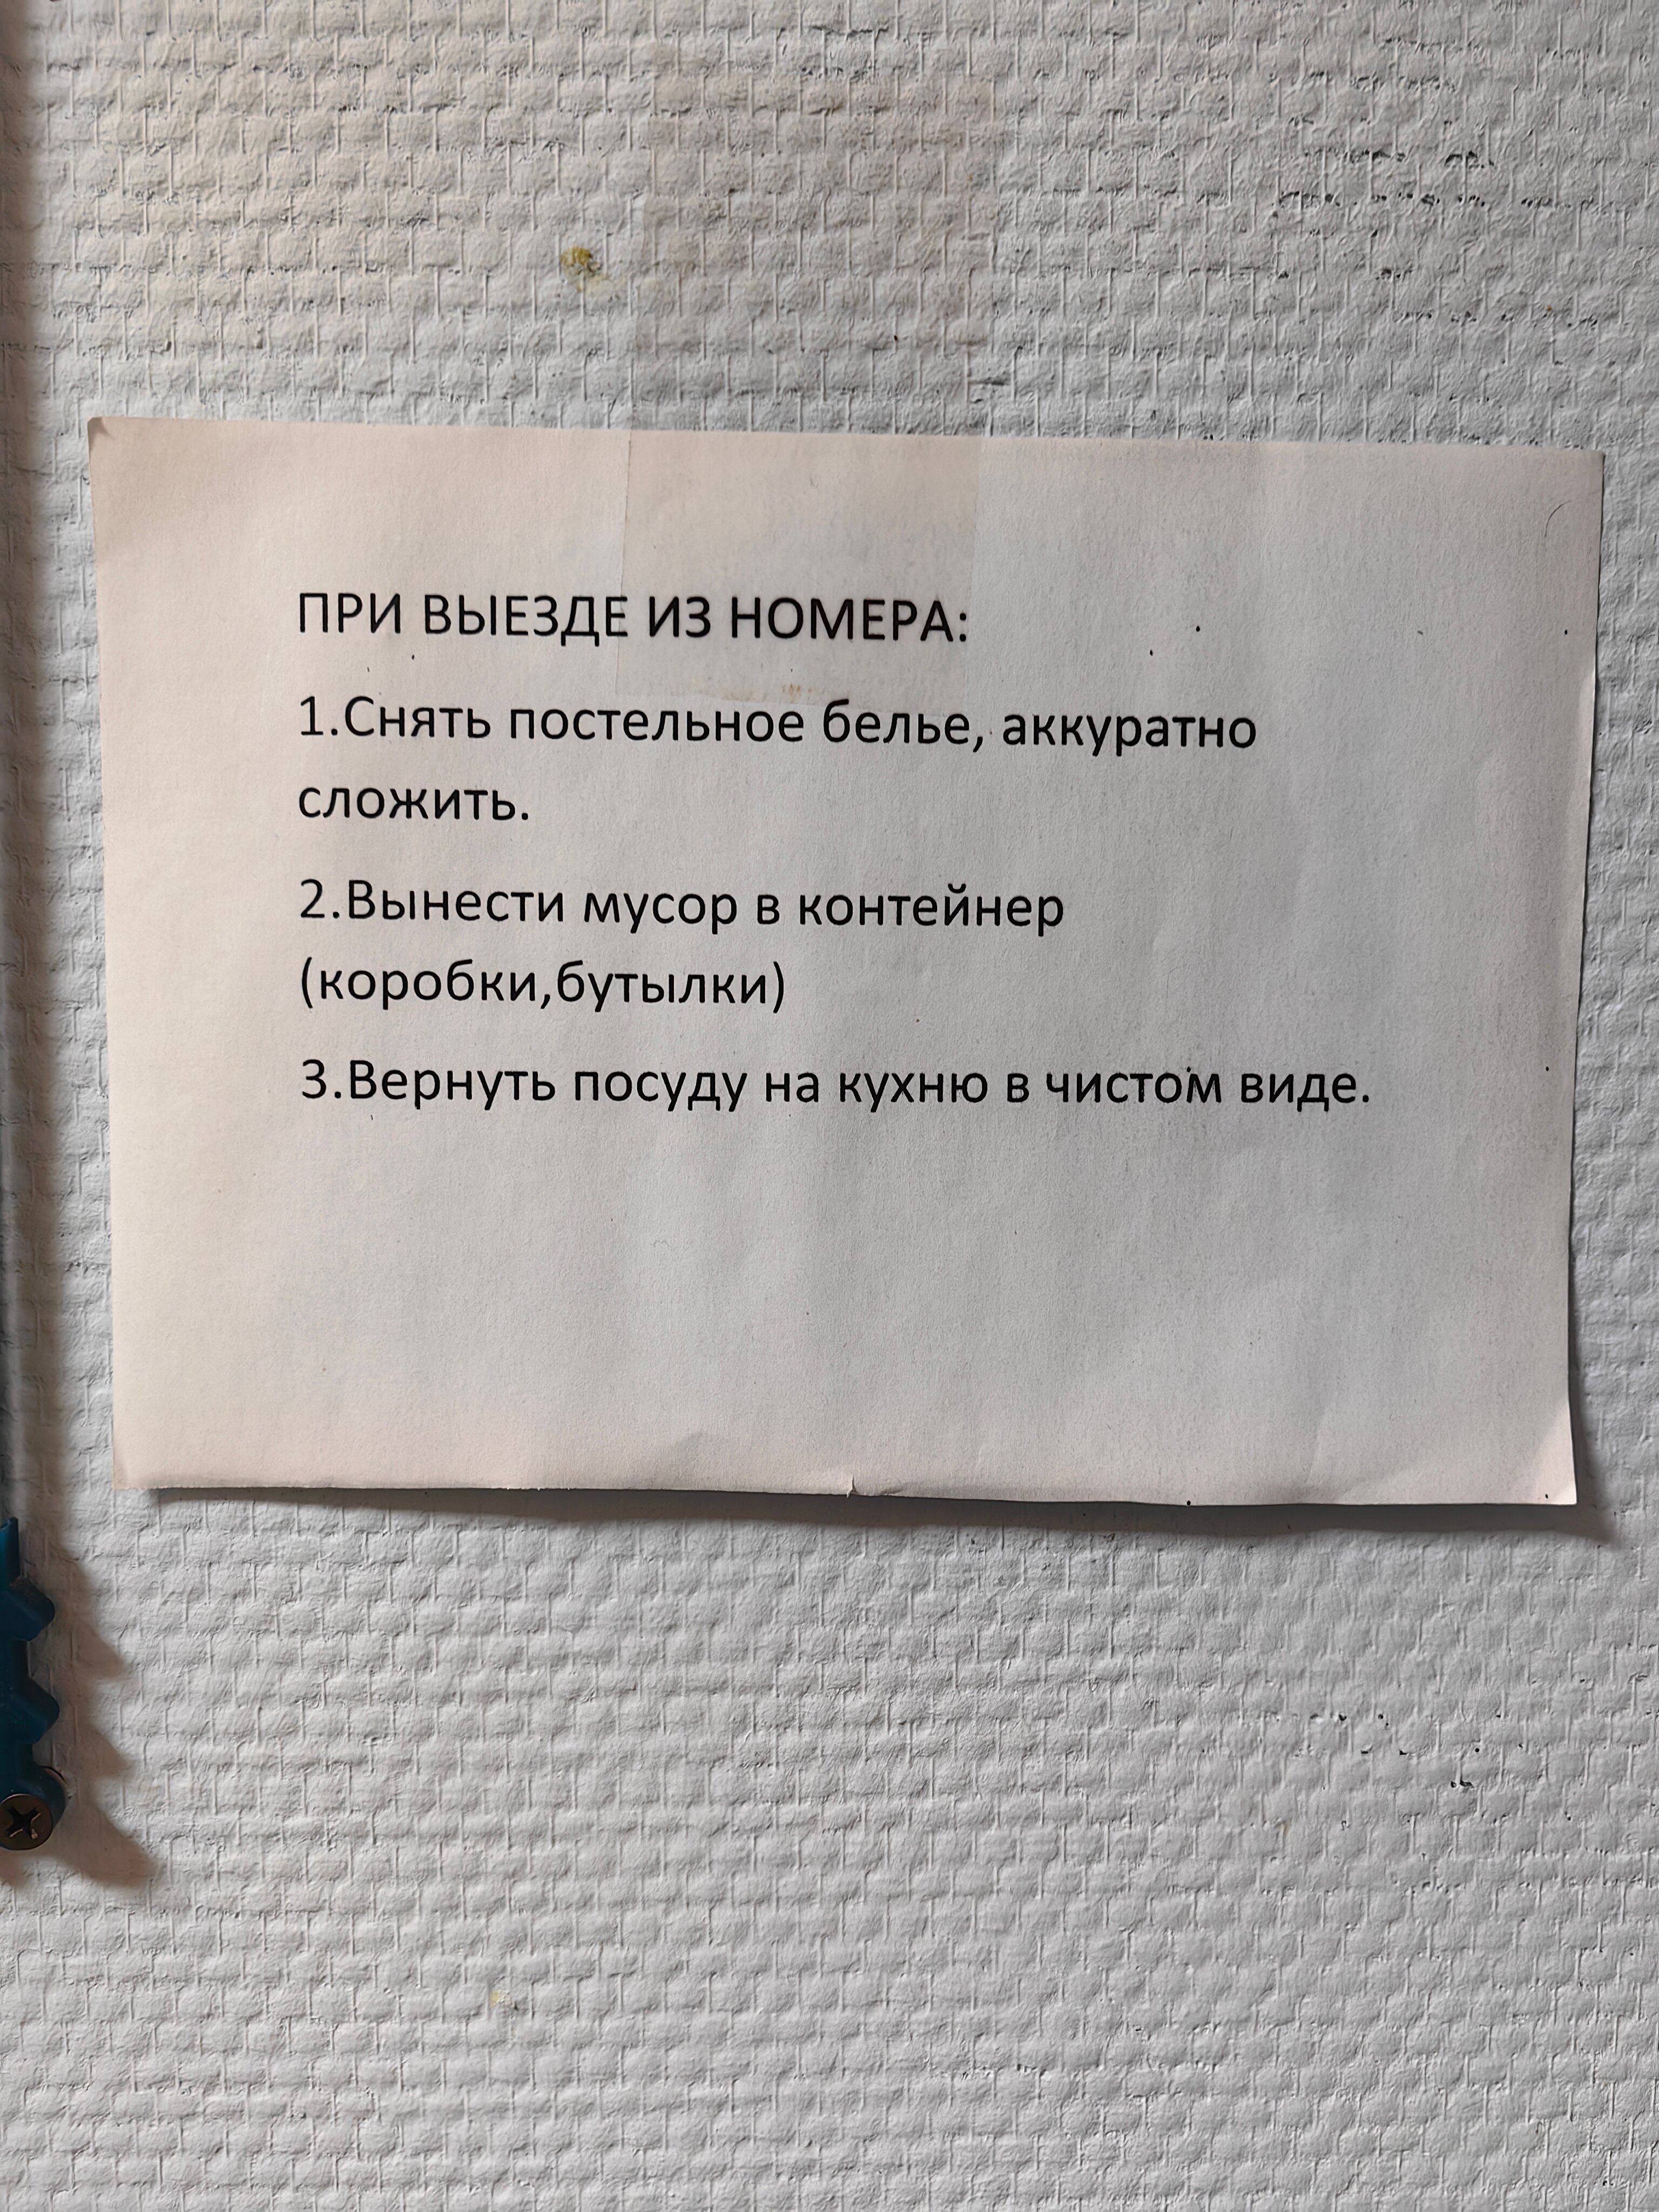 ПРИ ВЫЕЗДЕ ИЗ НОМЕРА:
1.Снять постельное белье, аккуратно
сложить.
2.Вынести мусор в контейнер
(коробки,бутылки)
3.Вернуть посуду на кухню в чистом виде.